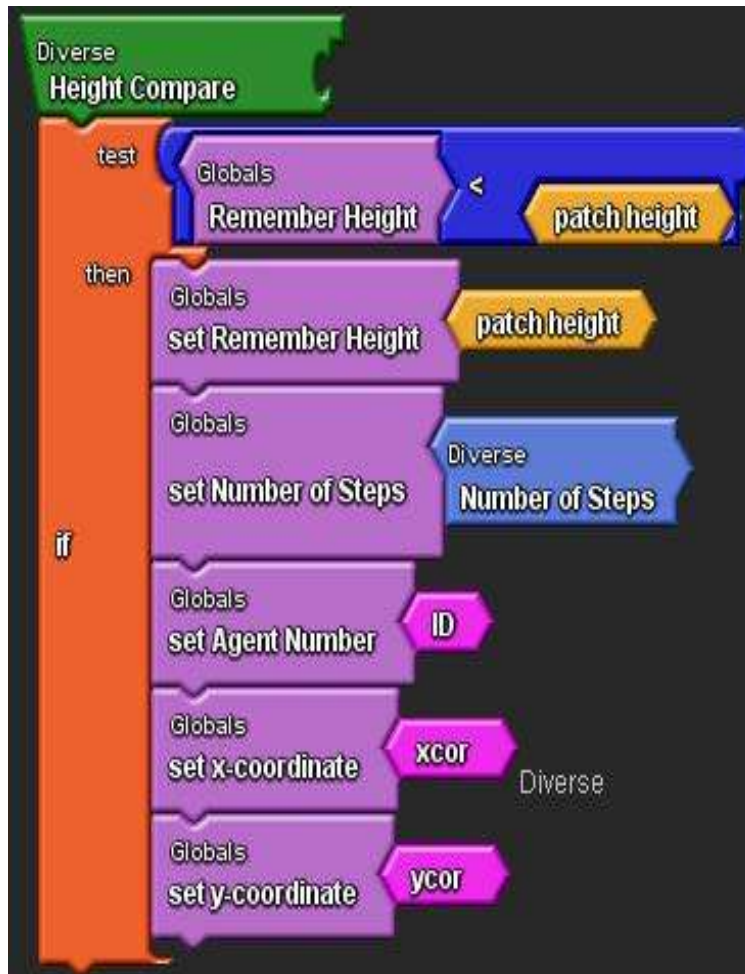 Diverse
Height Compare
test
Globals
Remember Height
<
patch height
then
Globals
set Remember Height
patch height
Globals
set Number of Steps
Diverse
Number of Steps
if
Globals
set Agent Number
ID
Globals
set x-coordinate
xcor
Diverse
Globals
set y-coordinate
ycor